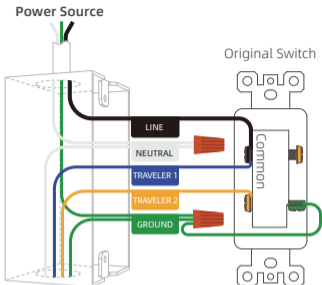 Power Source
Original Switch
LINE
NEUTRAL
TRAVELER 1
TRAVELER 2
GROUND
Common